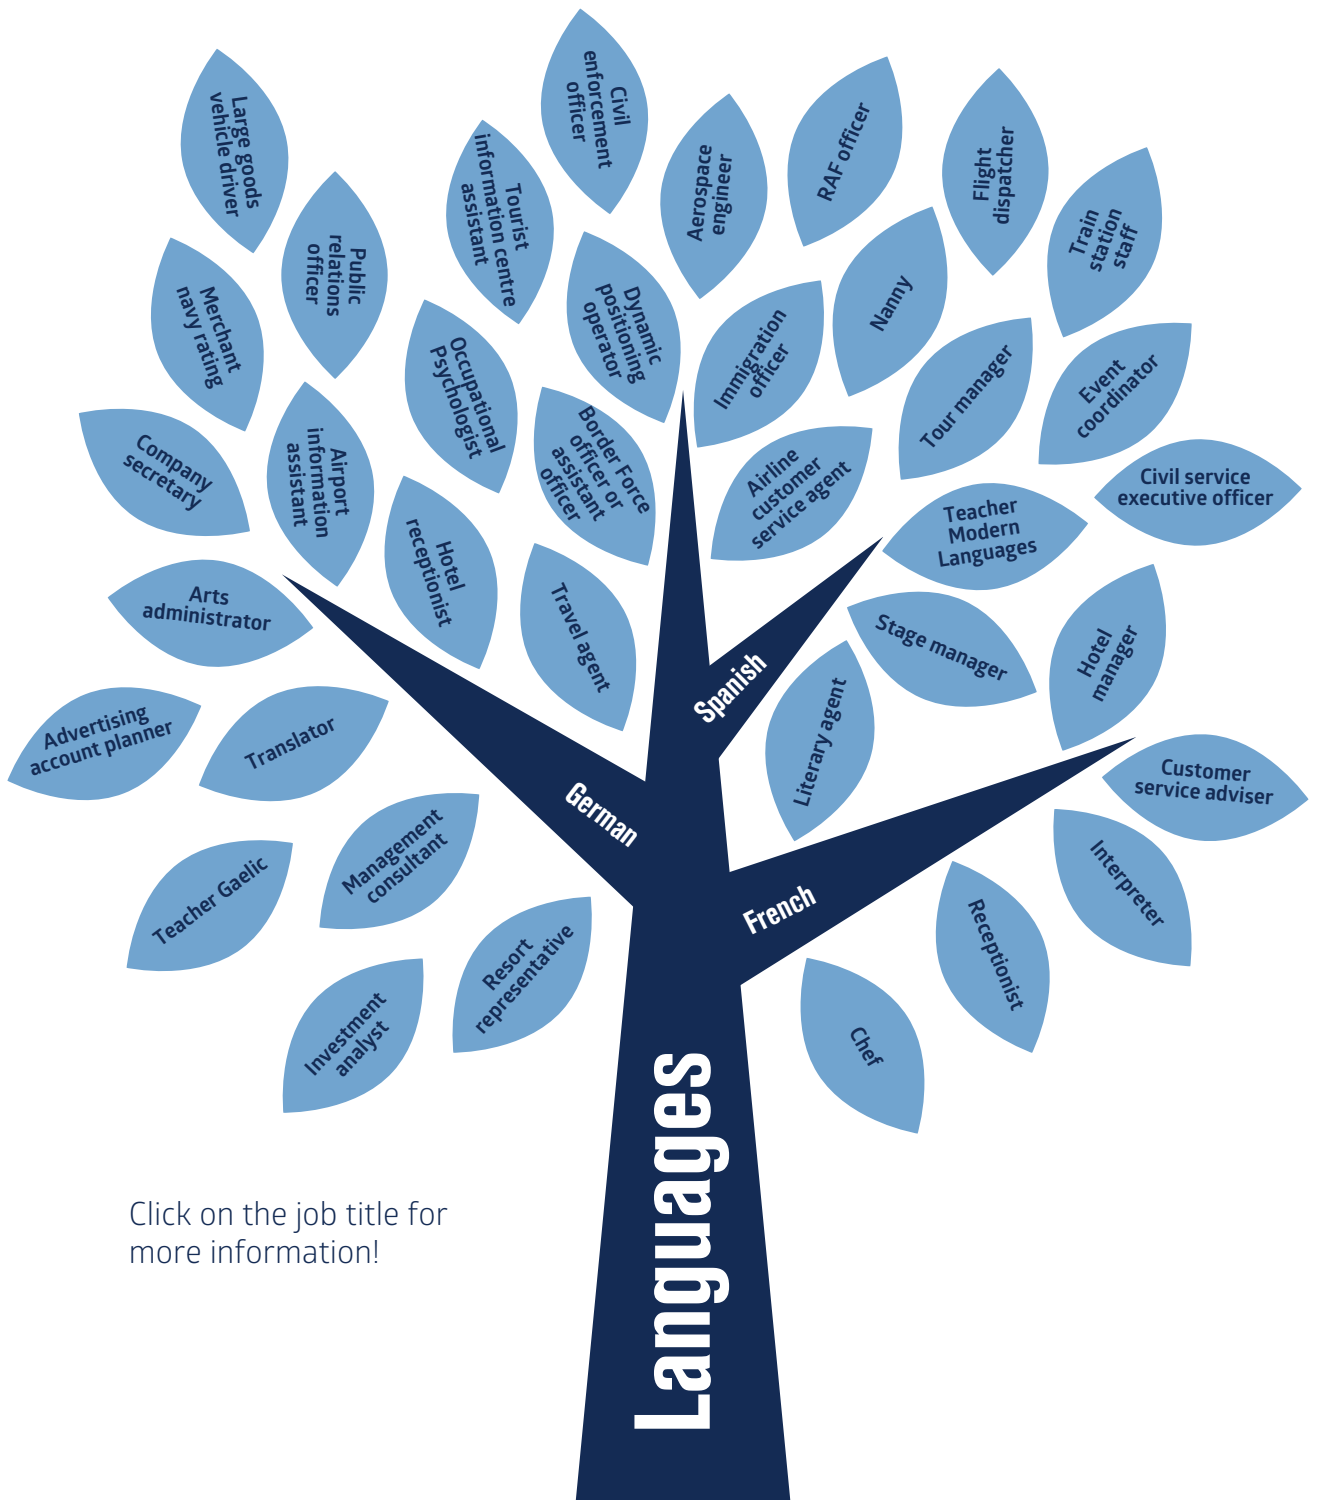 Large goods
vehicle driver
Public
relations
officer
Merchant
navy rating
Company
secretary
Airport
information
assistant
Arts
administrator
Advertising
account planner
Translator
Teacher Gaelic
Management
consultant
Investment
analyst
Resort
representative
Civil
enforcement
officer
Tourist
information centre
assistant
Dynamic
positioning
operator
Occupational
Psychologist
Border Force
officer or
assistant
officer
Hotel
receptionist
Travel agent
Aerospace
engineer
RAF officer
Flight
dispatcher
Train
station
staff
Nanny
Immigration
officer
Tour manager
Event
coordinator
Airline
customer
service agent
Civil service
executive officer
Teacher
Modern
Languages
Stage manager
Hotel
manager
Literary agent
Customer
service adviser
Interpreter
Receptionist
Chef
German
Spanish
French
Languages
Click on the job title for
more information!